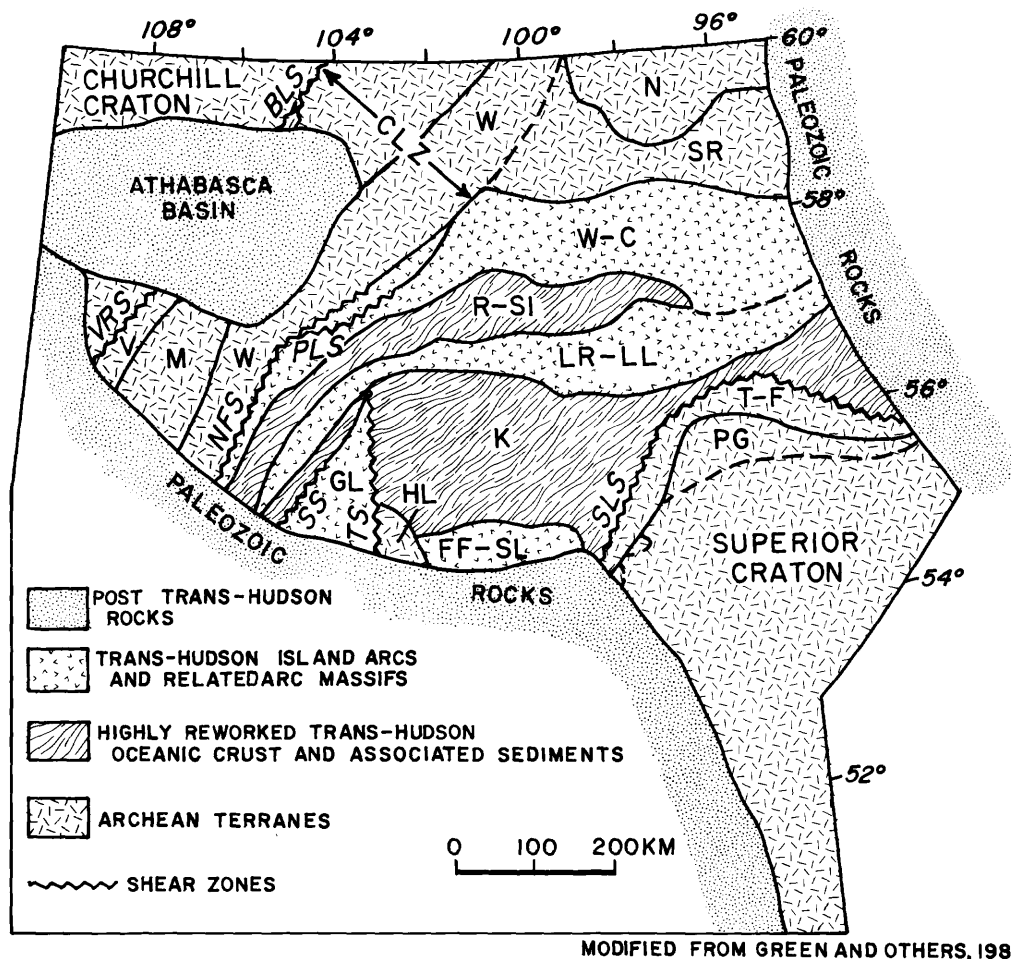 108° 104° 100° 96° 60°
CHURCHILL
CRATON
BLS
CLZ
W
N
SR
PALEOZOIC
ROCKS
58°
ATHABASCA
BASIN
W-C
R-SI
VRS
V
M
W
NFS
PLS
LR-LL
56°
T-F
PG
K
GL
SS
TS
HL
SLS
FF-SL
SUPERIOR
CRATON
54°
PALEOZOIC
ROCKS
POST TRANS-HUDSON
ROCKS
TRANS-HUDSON ISLAND ARCS
AND RELATEDARC MASSIFS
HIGHLY REWORKED TRANS-HUDSON
OCEANIC CRUST AND ASSOCIATED SEDIMENTS
52°
ARCHEAN TERRANES
0 100 200KM
SHEAR ZONES
MODIFIED FROM GREEN AND OTHERS, 198